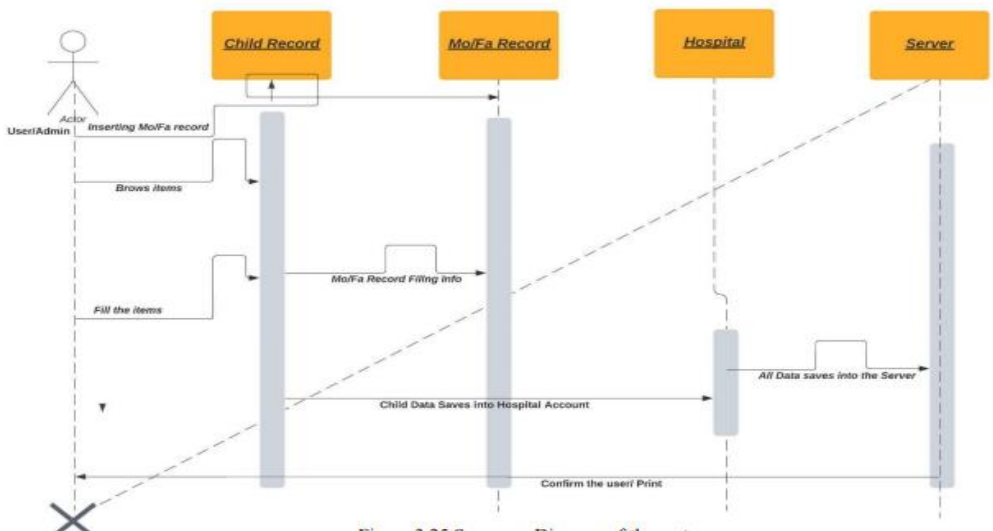 Child Record
Mo/Fa Record
Hospital
Server
Actor
User/Admin
Inserting Mo/Fa record
Brows items
Mo/Fa Record Filing info
Fill the items
All Data saves into the Server
Child Data Saves into Hospital Account
Confirm the user/ Print